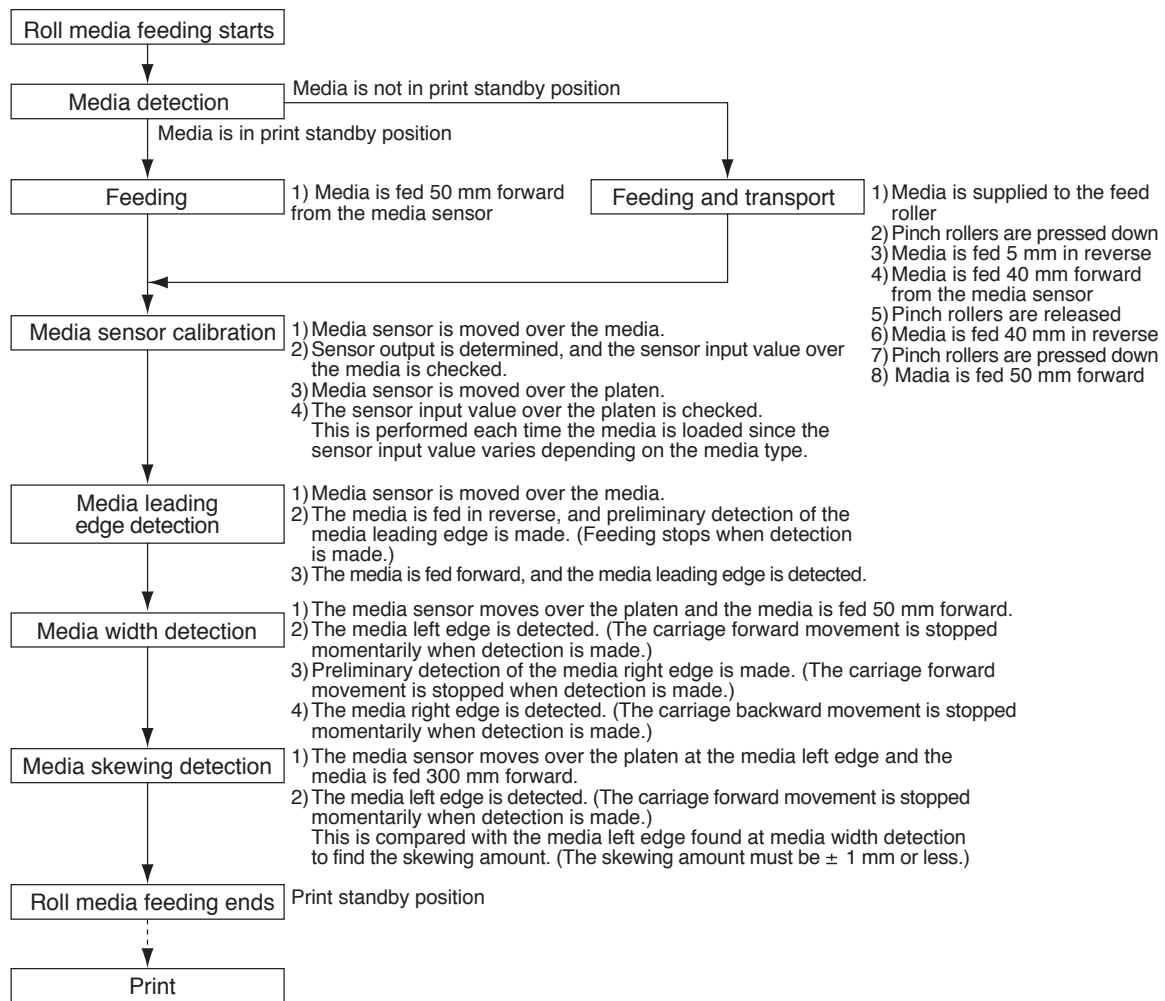 Roll media feeding starts
Media detection
Media is not in print standby position
Media is in print standby position
Feeding
1) Media is fed 50 mm forward
from the media sensor
Feeding and transport
1) Media is supplied to the feed
roller
2) Pinch rollers are pressed down
3) Media is fed 5 mm in reverse
4) Media is fed 40 mm forward
from the media sensor
5) Pinch rollers are released
6) Media is fed 40 mm in reverse
7) Pinch rollers are pressed down
8) Madia is fed 50 mm forward
Media sensor calibration
1) Media sensor is moved over the media.
2) Sensor output is determined, and the sensor input value over
the media is checked.
3) Media sensor is moved over the platen.
4) The sensor input value over the platen is checked.
This is performed each time the media is loaded since the
sensor input value varies depending on the media type.
Media leading
edge detection
1) Media sensor is moved over the media.
2) The media is fed in reverse, and preliminary detection of the
media leading edge is made. (Feeding stops when detection
is made.)
3) The media is fed forward, and the media leading edge is detected.
Media width detection
1) The media sensor moves over the platen and the media is fed 50 mm forward.
2) The media left edge is detected. (The carriage forward movement is stopped
momentarily when detection is made.)
3) Preliminary detection of the media right edge is made. (The carriage forward
movement is stopped when detection is made.)
4) The media right edge is detected. (The carriage backward movement is stopped
momentarily when detection is made.)
Media skewing detection
1) The media sensor moves over the platen at the media left edge and the
media is fed 300 mm forward.
2) The media left edge is detected. (The carriage forward movement is stopped
momentarily when detection is made.)
This is compared with the media left edge found at media width detection
to find the skewing amount. (The skewing amount must be ± 1 mm or less.)
Roll media feeding ends
Print standby position
Print